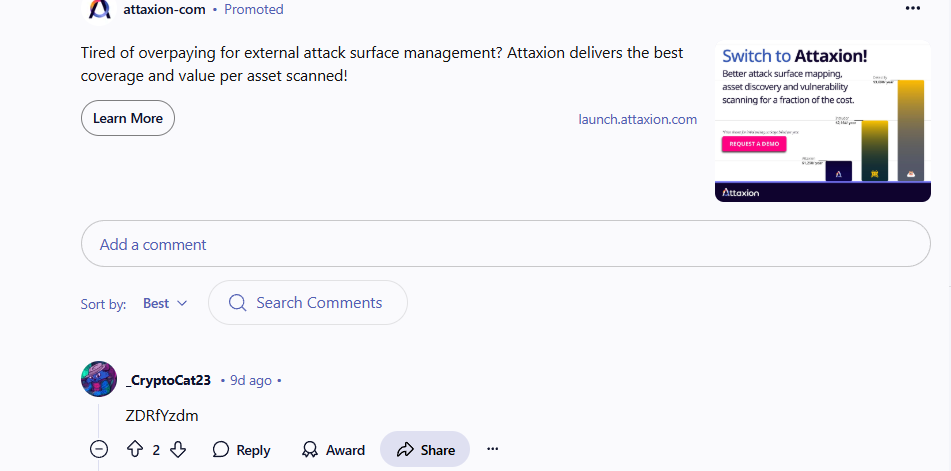 attaxion-com • Promoted
Tired of overpaying for external attack surface management? Attaxion delivers the best
coverage and value per asset scanned!
Learn More
launch.attaxion.com
Switch to Attaxion!
Better attack surface mapping,
asset discovery and vulnerability
scanning for a fraction of the cost.
REQUEST A DEMO
Attaxion
Add a comment
Sort by: Best
Search Comments
_CryptoCat23 • 9d ago •
ZDRfYzdm
2 Reply Award Share